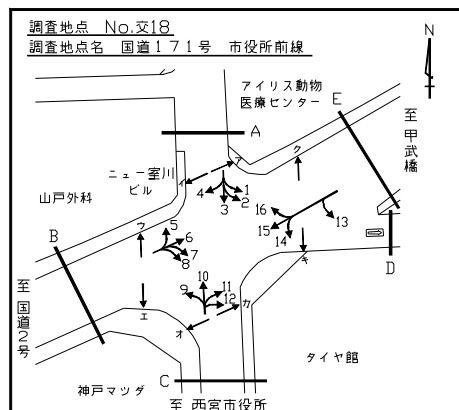 調査地点 No.交18
調査地点名 国道171号 市役所前線
N
アイリス動物
医療センター
E
至 甲武橋
A
ア
ク
ニュー室川
ビル
イ
山戸外科
4
3
2
1
16
15
14
13
B
ウ
5
6
7
8
D
キ
至 国道2号
エ
9
10
11
12
カ
オ
タイヤ館
神戸マツダ
C
至 西宮市役所